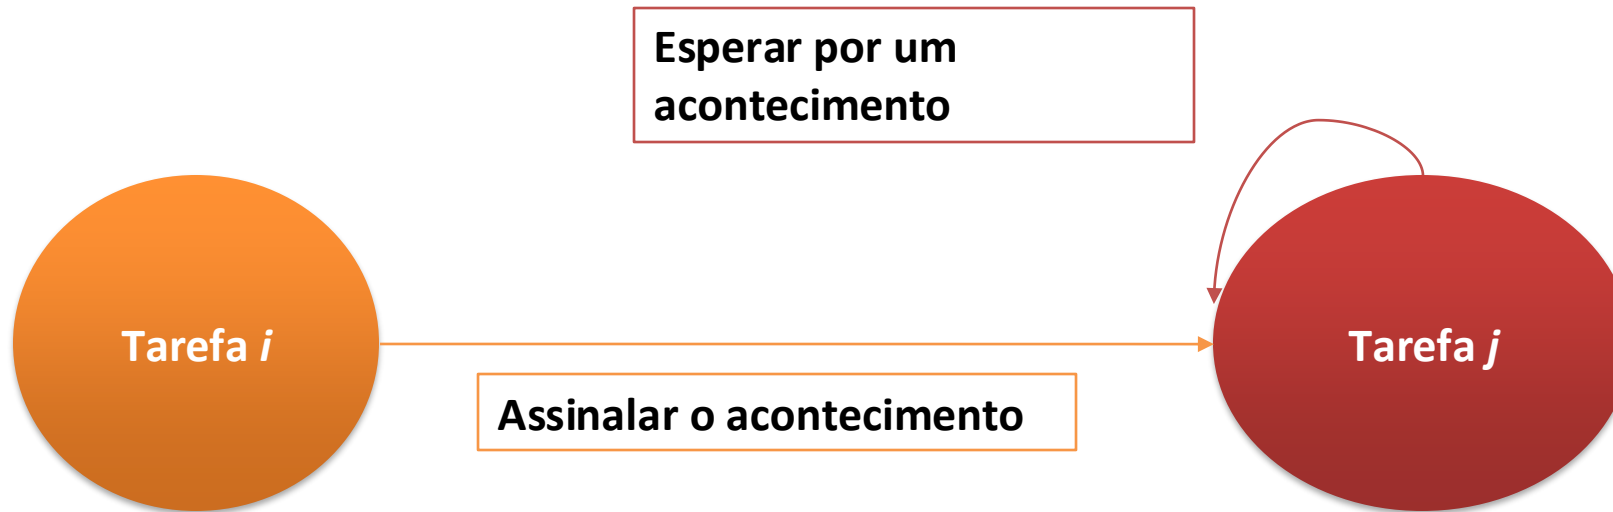 Esperar por um
acontecimento
Tarefa i
Tarefa j
Assinalar o acontecimento